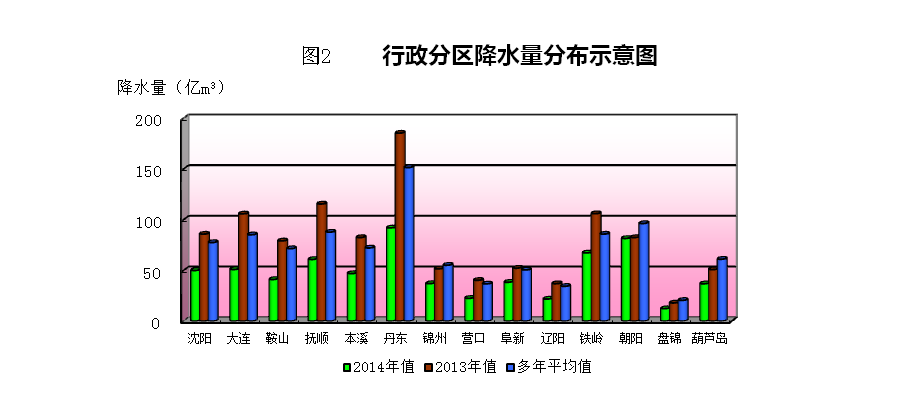 图2 行政分区降水量分布示意图
降水量（亿m³）
200
150
100
50
0
沈阳 大连 鞍山 抚顺 本溪 丹东 锦州 营口 阜新 辽阳 铁岭 朝阳 盘锦 葫芦岛
2014年值 2013年值 多年平均值